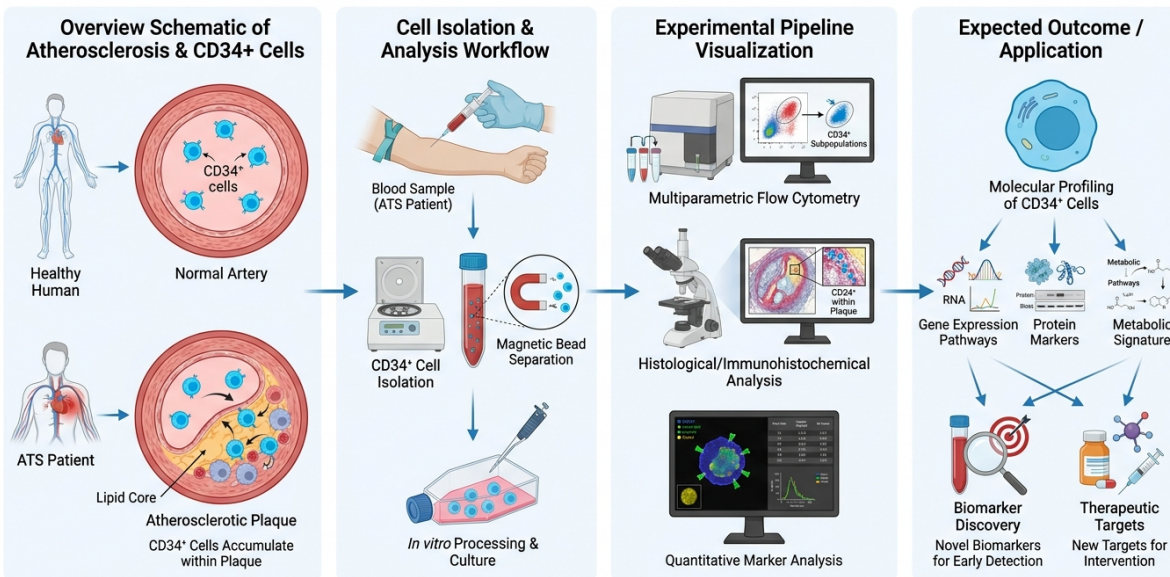 Overview Schematic of
Atherosclerosis & CD34+ Cells
CD34⁺
cells
Healthy
Human
Normal Artery
ATS Patient
Lipid Core
Atherosclerotic Plaque
CD34⁺ Cells Accumulate
within Plaque
Cell Isolation &
Analysis Workflow
Blood Sample
(ATS Patient)
CD34⁺ Cell
Isolation
Magnetic Bead
Separation
In vitro Processing &
Culture
Experimental Pipeline
Visualization
CD34⁺
Subpopulations
Multiparametric Flow Cytometry
CD24⁺
within
Plaque
Histological/Immunohistochemical
Analysis
Quantitative Marker Analysis
Expected Outcome /
Application
Molecular Profiling
of CD34⁺ Cells
RNA
Gene Expression
Pathways
Protein
Markers
Metabolic
Pathways
Metabolic
Signature
Biomarker
Discovery
Novel Biomarkers
for Early Detection
Therapeutic
Targets
New Targets for
Intervention